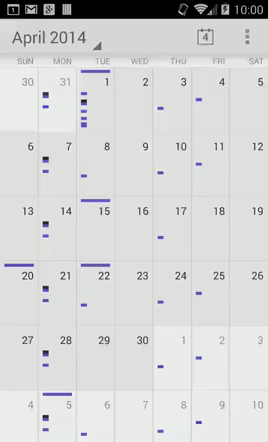 1 M 8 10:00
April 2014 4
SUN MON TUE WED THU FRI SAT
30 31 1 2 3 4 5
6 7 8 9 10 11 12
13 14 15 16 17 18 19
20 21 22 23 24 25 26
27 28 29 30 1 2 3
4 5 6 7 8 9 10